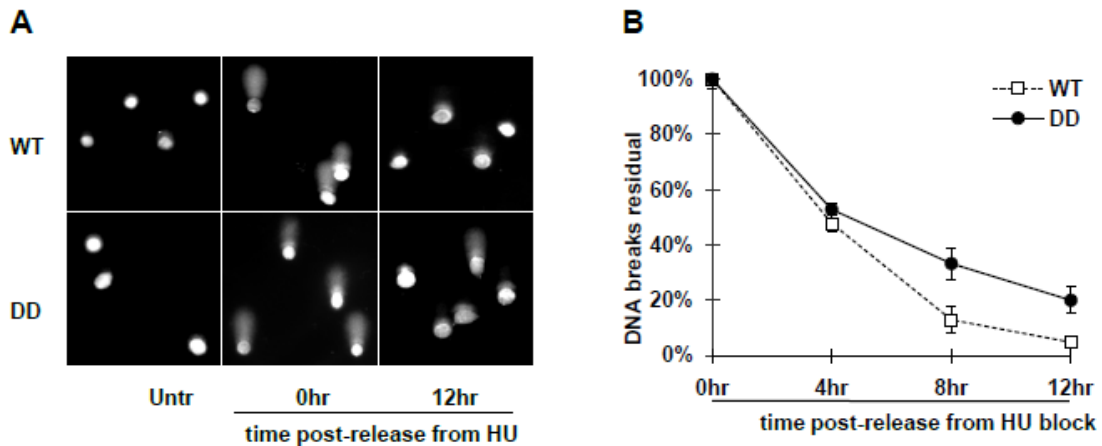 A
WT
DD
Untr
0hr
12hr
time post-release from HU
B
DNA breaks residual
100%
80%
60%
40%
20%
0%
WT
DD
0hr
4hr
8hr
12hr
time post-release from HU block